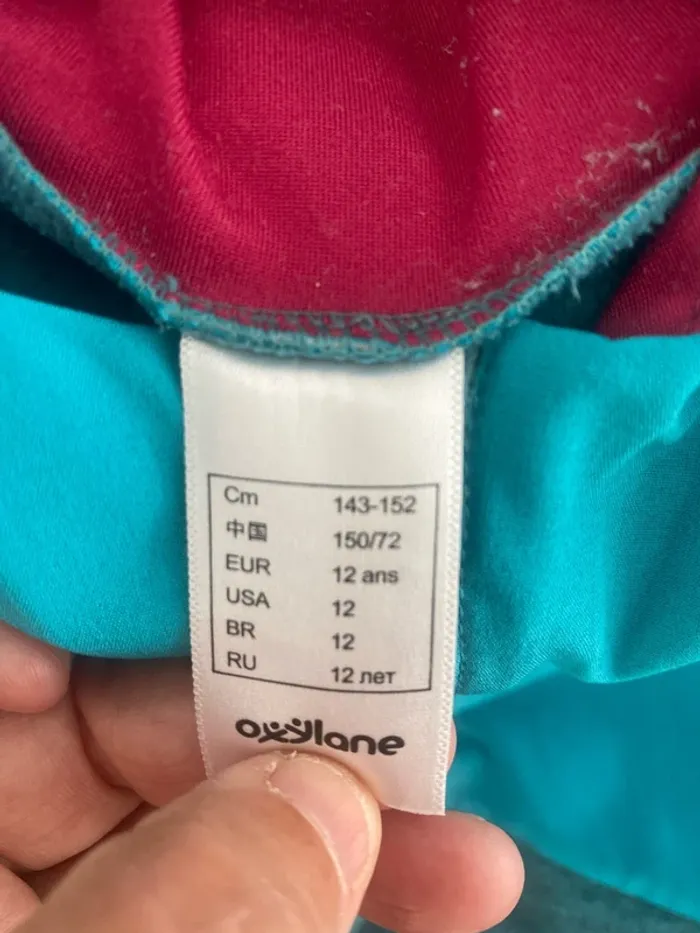 Cm 143-152
中国 150/72
EUR 12 ans
USA 12
BR 12
RU 12 лет
oxylane